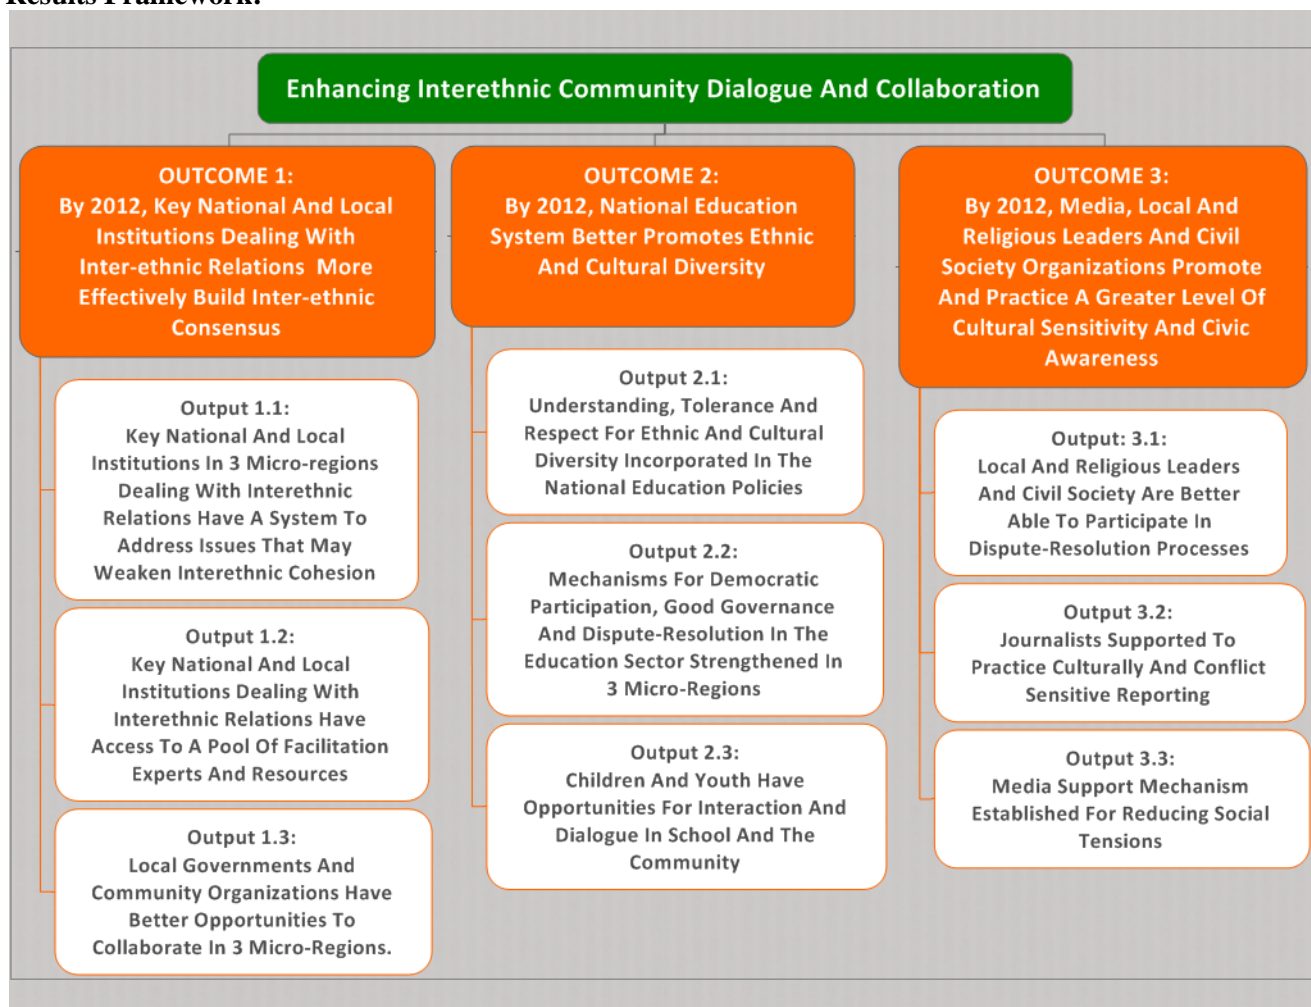 Results Framework:
Enhancing Interethnic Community Dialogue And Collaboration
OUTCOME 1:
By 2012, Key National And Local
Institutions Dealing With
Inter-ethnic Relations More
Effectively Build Inter-ethnic
Consensus
Output 1.1:
Key National And Local
Institutions In 3 Micro-regions
Dealing With Interethnic
Relations Have A System To
Address Issues That May
Weaken Interethnic Cohesion
Output 1.2:
Key National And Local
Institutions Dealing With
Interethnic Relations Have
Access To A Pool Of Facilitation
Experts And Resources
Output 1.3:
Local Governments And
Community Organizations Have
Better Opportunities To
Collaborate In 3 Micro-Regions.
OUTCOME 2:
By 2012, National Education
System Better Promotes Ethnic
And Cultural Diversity
Output 2.1:
Understanding, Tolerance And
Respect For Ethnic And Cultural
Diversity Incorporated In The
National Education Policies
Output 2.2:
Mechanisms For Democratic
Participation, Good Governance
And Dispute-Resolution In The
Education Sector Strengthened In
3 Micro-Regions
Output 2.3:
Children And Youth Have
Opportunities For Interaction And
Dialogue In School And The
Community
OUTCOME 3:
By 2012, Media, Local And
Religious Leaders And Civil
Society Organizations Promote
And Practice A Greater Level Of
Cultural Sensitivity And Civic
Awareness
Output: 3.1:
Local And Religious Leaders
And Civil Society Are Better
Able To Participate In
Dispute-Resolution Processes
Output 3.2:
Journalists Supported To
Practice Culturally And Conflict
Sensitive Reporting
Output 3.3:
Media Support Mechanism
Established For Reducing Social
Tensions